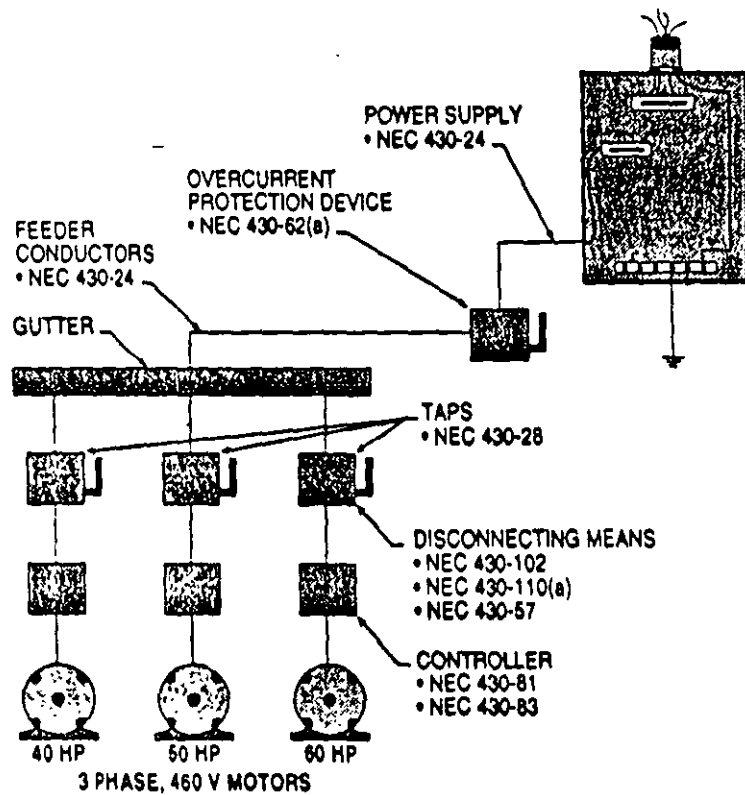 POWER SUPPLY
• NEC 430-24
OVERCURRENT
PROTECTION DEVICE
• NEC 430-62(a)
FEEDER
CONDUCTORS
• NEC 430-24
GUTTER
TAPS
• NEC 430-28
DISCONNECTING MEANS
• NEC 430-102
• NEC 430-110(a)
• NEC 430-57
CONTROLLER
• NEC 430-81
• NEC 430-83
40 HP 50 HP 60 HP
3 PHASE, 460 V MOTORS